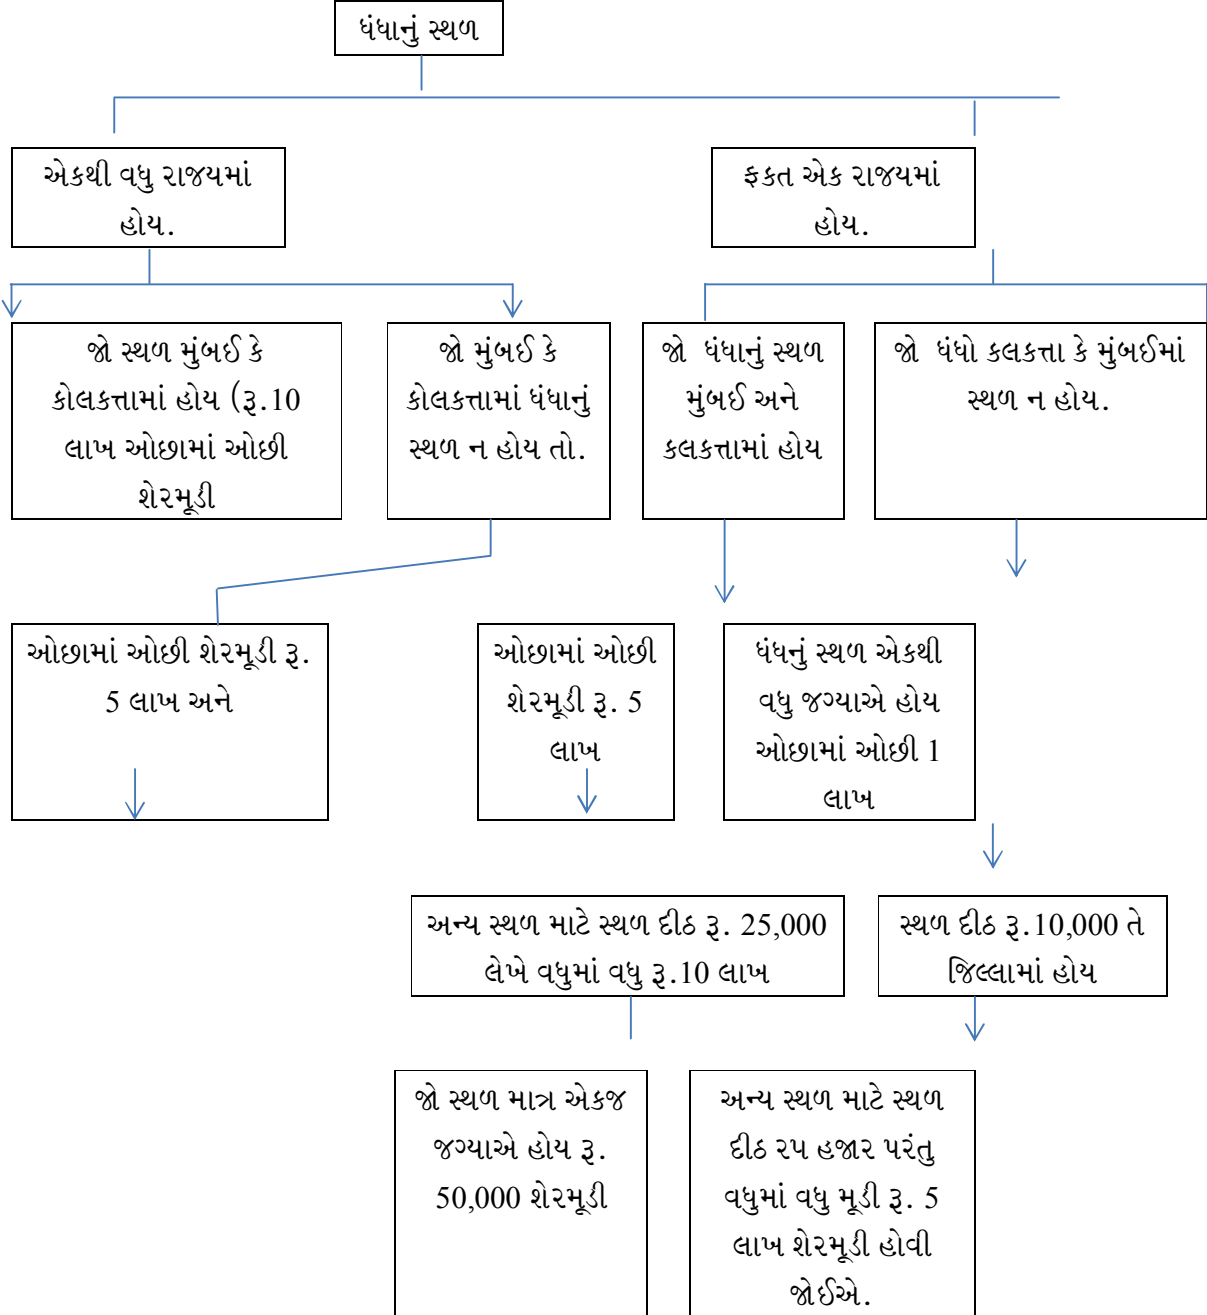 ધંધાનું સ્થળ
એકથી વધુ રાજયમાં
હોય.
ફકત એક રાજયમાં
હોય.
જો સ્થળ મુંબઈ કે
કોલકત્તામાં હોય (રૂ.10
લાખ ઓછામાં ઓછી
શેરમૂડી
જો મુંબઈ કે
કોલકત્તામાં ધંધાનું
સ્થળ ન હોય તો.
જો ધંધાનું સ્થળ
મુંબઈ અને
કલકત્તામાં હોય
જો ધંધો કલકત્તા કે મુંબઈમાં
સ્થળ ન હોય.
ઓછામાં ઓછી શેરમૂડી રૂ.
5 લાખ અને
ઓછામાં ઓછી
શેરમૂડી રૂ. 5
લાખ
ધંધનું સ્થળ એકથી
વધુ જગ્યાએ હોય
ઓછામાં ઓછી 1
લાખ
અન્ય સ્થળ માટે સ્થળ દીઠ રૂ. 25,000
લેખે વધુમાં વધુ રૂ.10 લાખ
સ્થળ દીઠ રૂ.10,000 તે
જિલ્લામાં હોય
જો સ્થળ માત્ર એકજ
જગ્યાએ હોય રૂ.
50,000 શેરમૂડી
અન્ય સ્થળ માટે સ્થળ
દીઠ ૨૫ હજાર પરંતુ
વધુમાં વધુ મૂડી રૂ. 5
લાખ શેરમૂડી હોવી
જોઈએ.